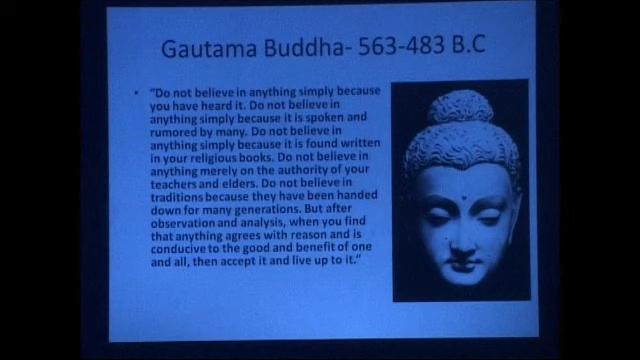 Gautama Buddha- 563-483 B.C
• "Do not believe in anything simply because
you have heard it. Do not believe in
anything simply because it is spoken and
rumored by many. Do not believe in
anything simply because it is found written
in your religious books. Do not believe in
anything merely on the authority of your
teachers and elders. Do not believe in
traditions because they have been handed
down for many generations. But after
observation and analysis, when you find
that anything agrees with reason and is
conducive to the good and benefit of one
and all, then accept it and live up to it."